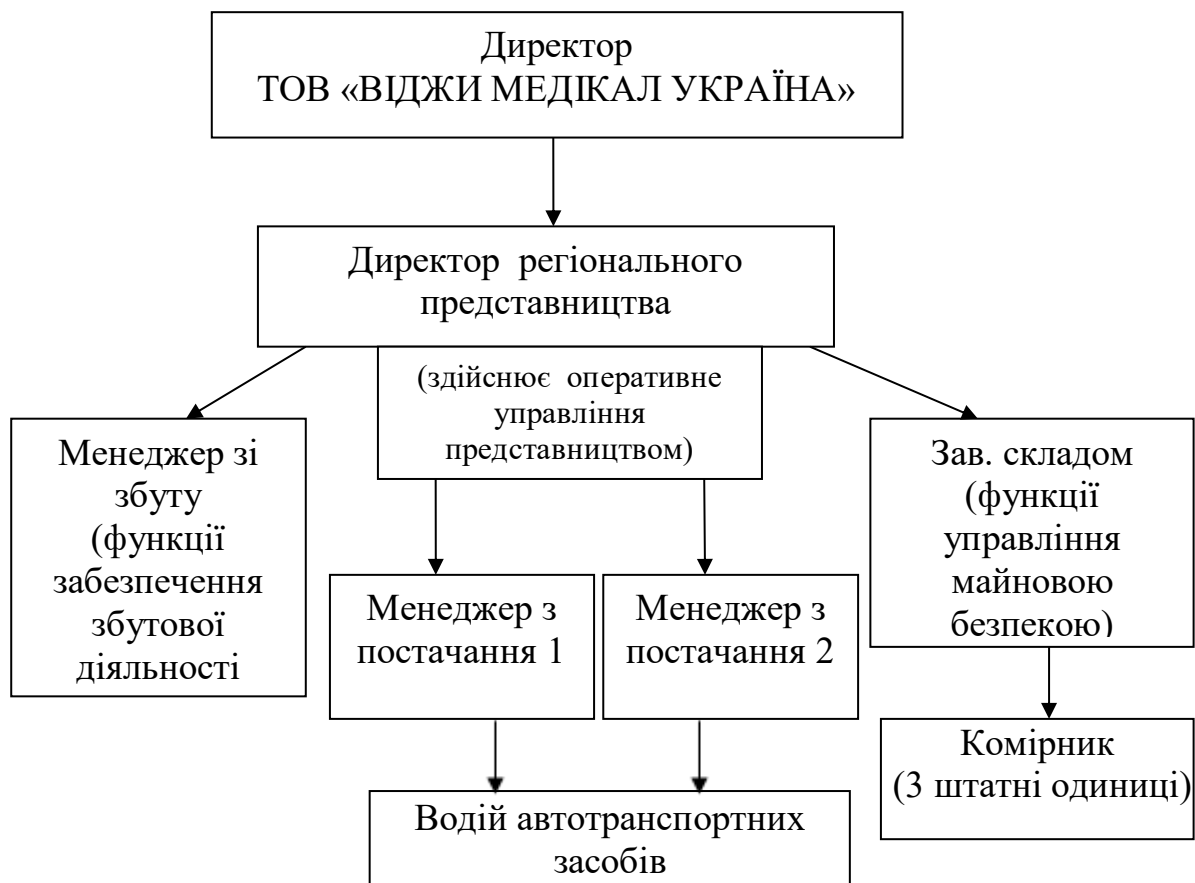 Директор
ТОВ «ВІДЖИ МЕДІКАЛ УКРАЇНА»
Директор регіонального
представництва
(здійснює оперативне
управління
представництвом)
Менеджер зі
збуту
(функції
забезпечення
збутової
діяльності
Менеджер з
постачання 1
Менеджер з
постачання 2
Зав. складом
(функції
управління
майновою
безпекою)
Комірник
(3 штатні одиниці)
Водій автотранспортних
засобів